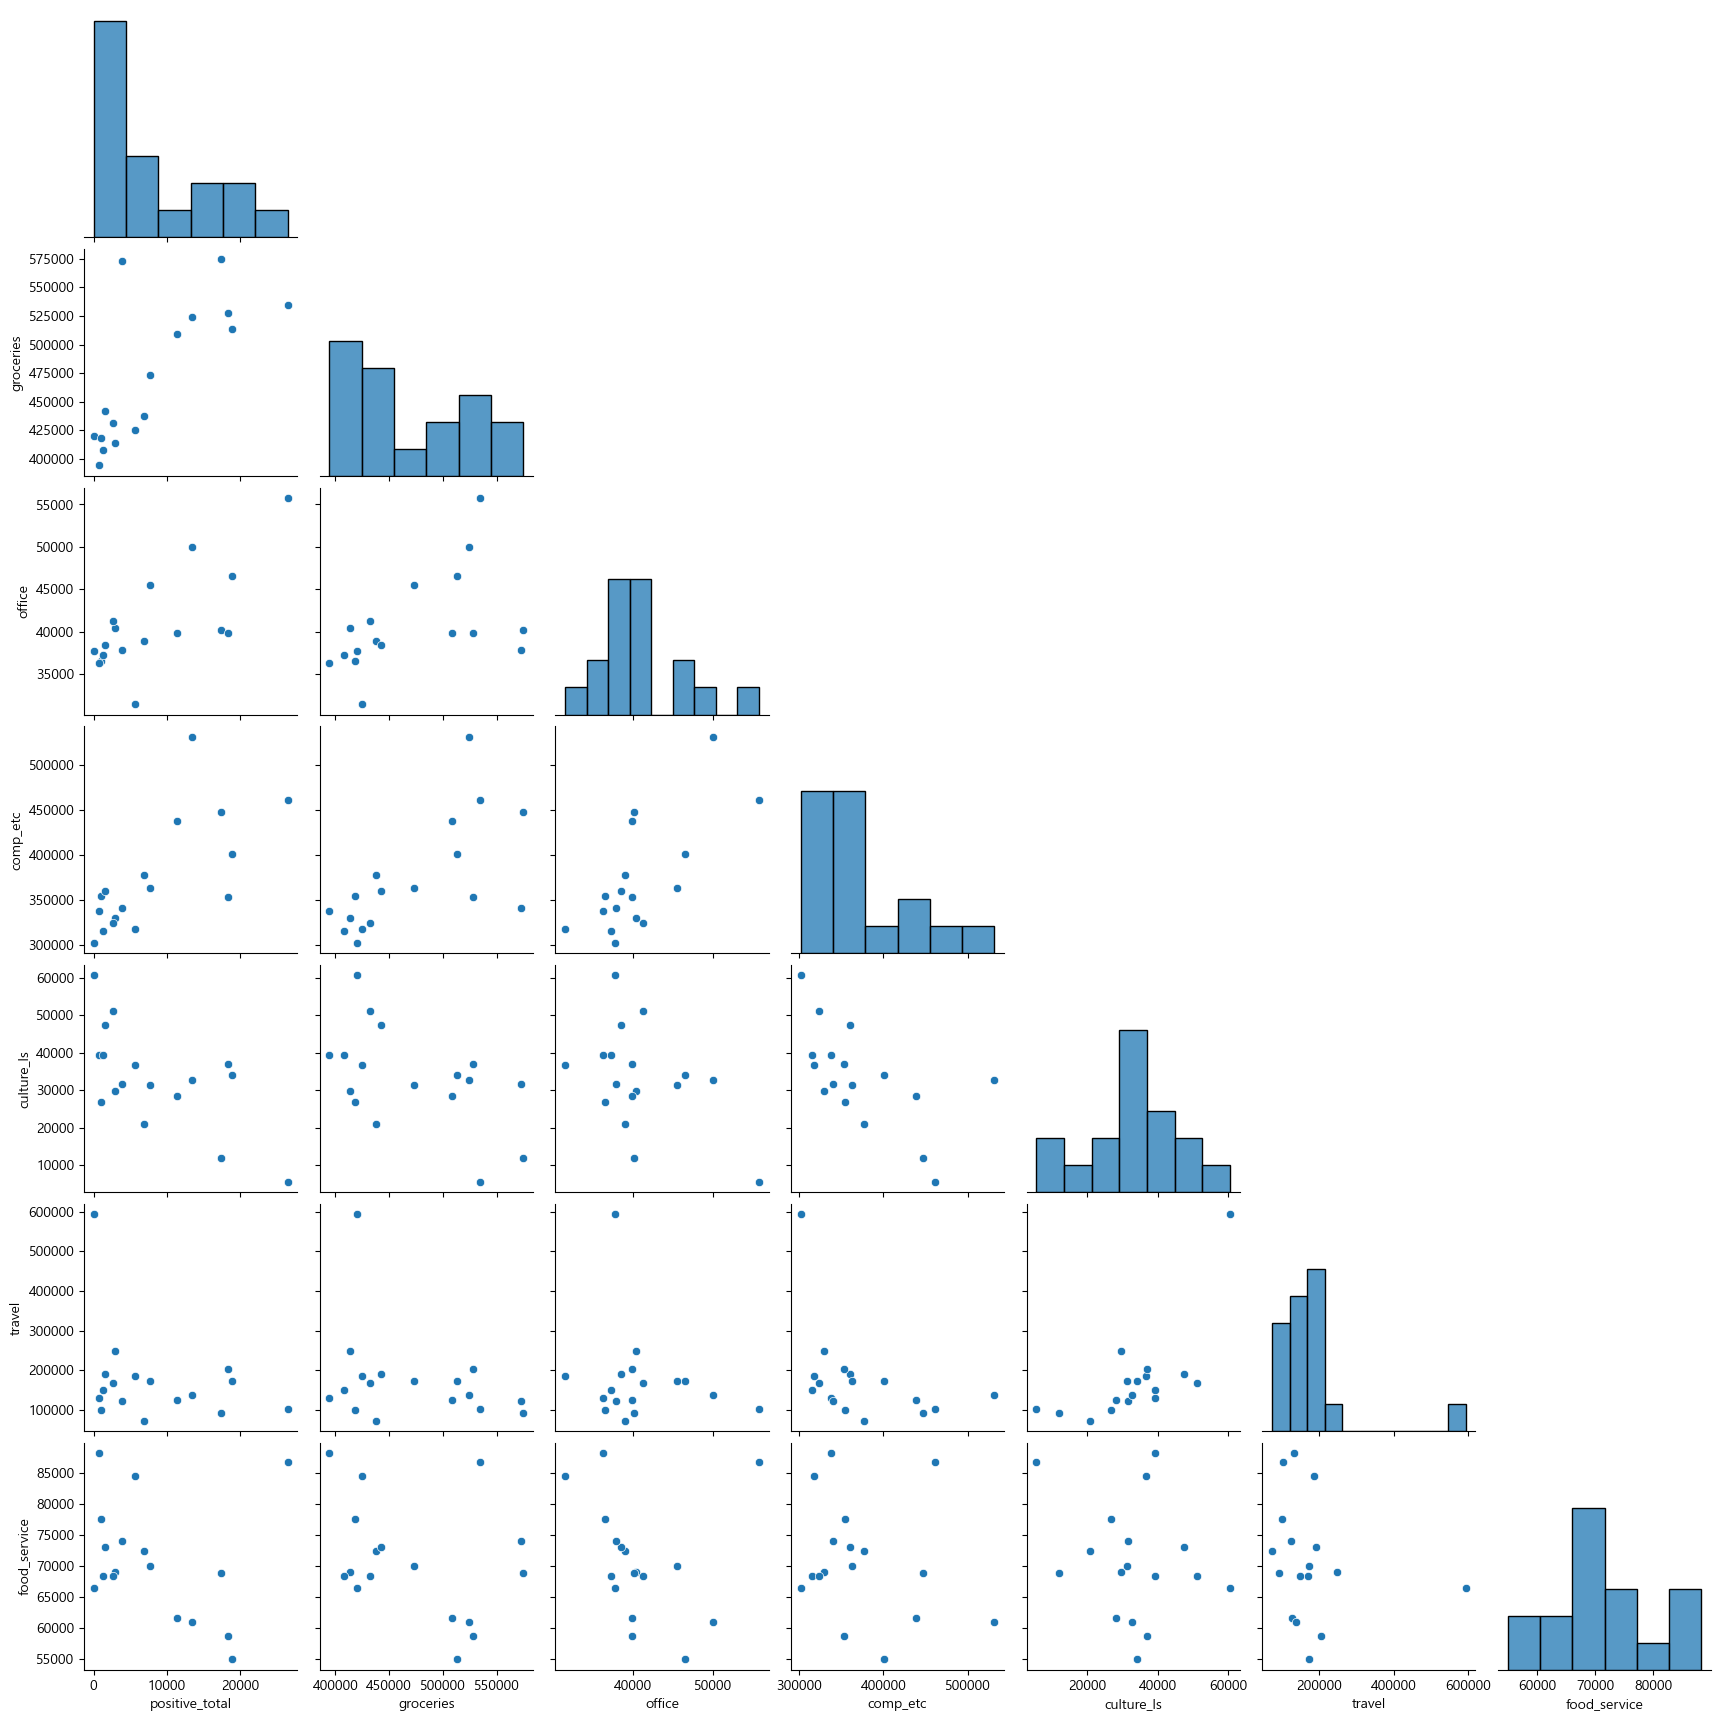 0 10000 20000
575000
550000
525000
500000
475000
450000
425000
400000
groceries
55000
50000
45000
40000
35000
office
500000
450000
400000
350000
300000
comp_etc
60000
50000
40000
30000
20000
10000
culture_ls
600000
500000
400000
300000
200000
100000
travel
85000
80000
75000
70000
65000
60000
55000
food_service
0 10000 20000
400000 450000 500000 550000
40000 50000
300000 400000 500000
20000 40000 60000
200000 400000 600000
60000 70000 80000
positive_total groceries office comp_etc culture_ls travel food_service